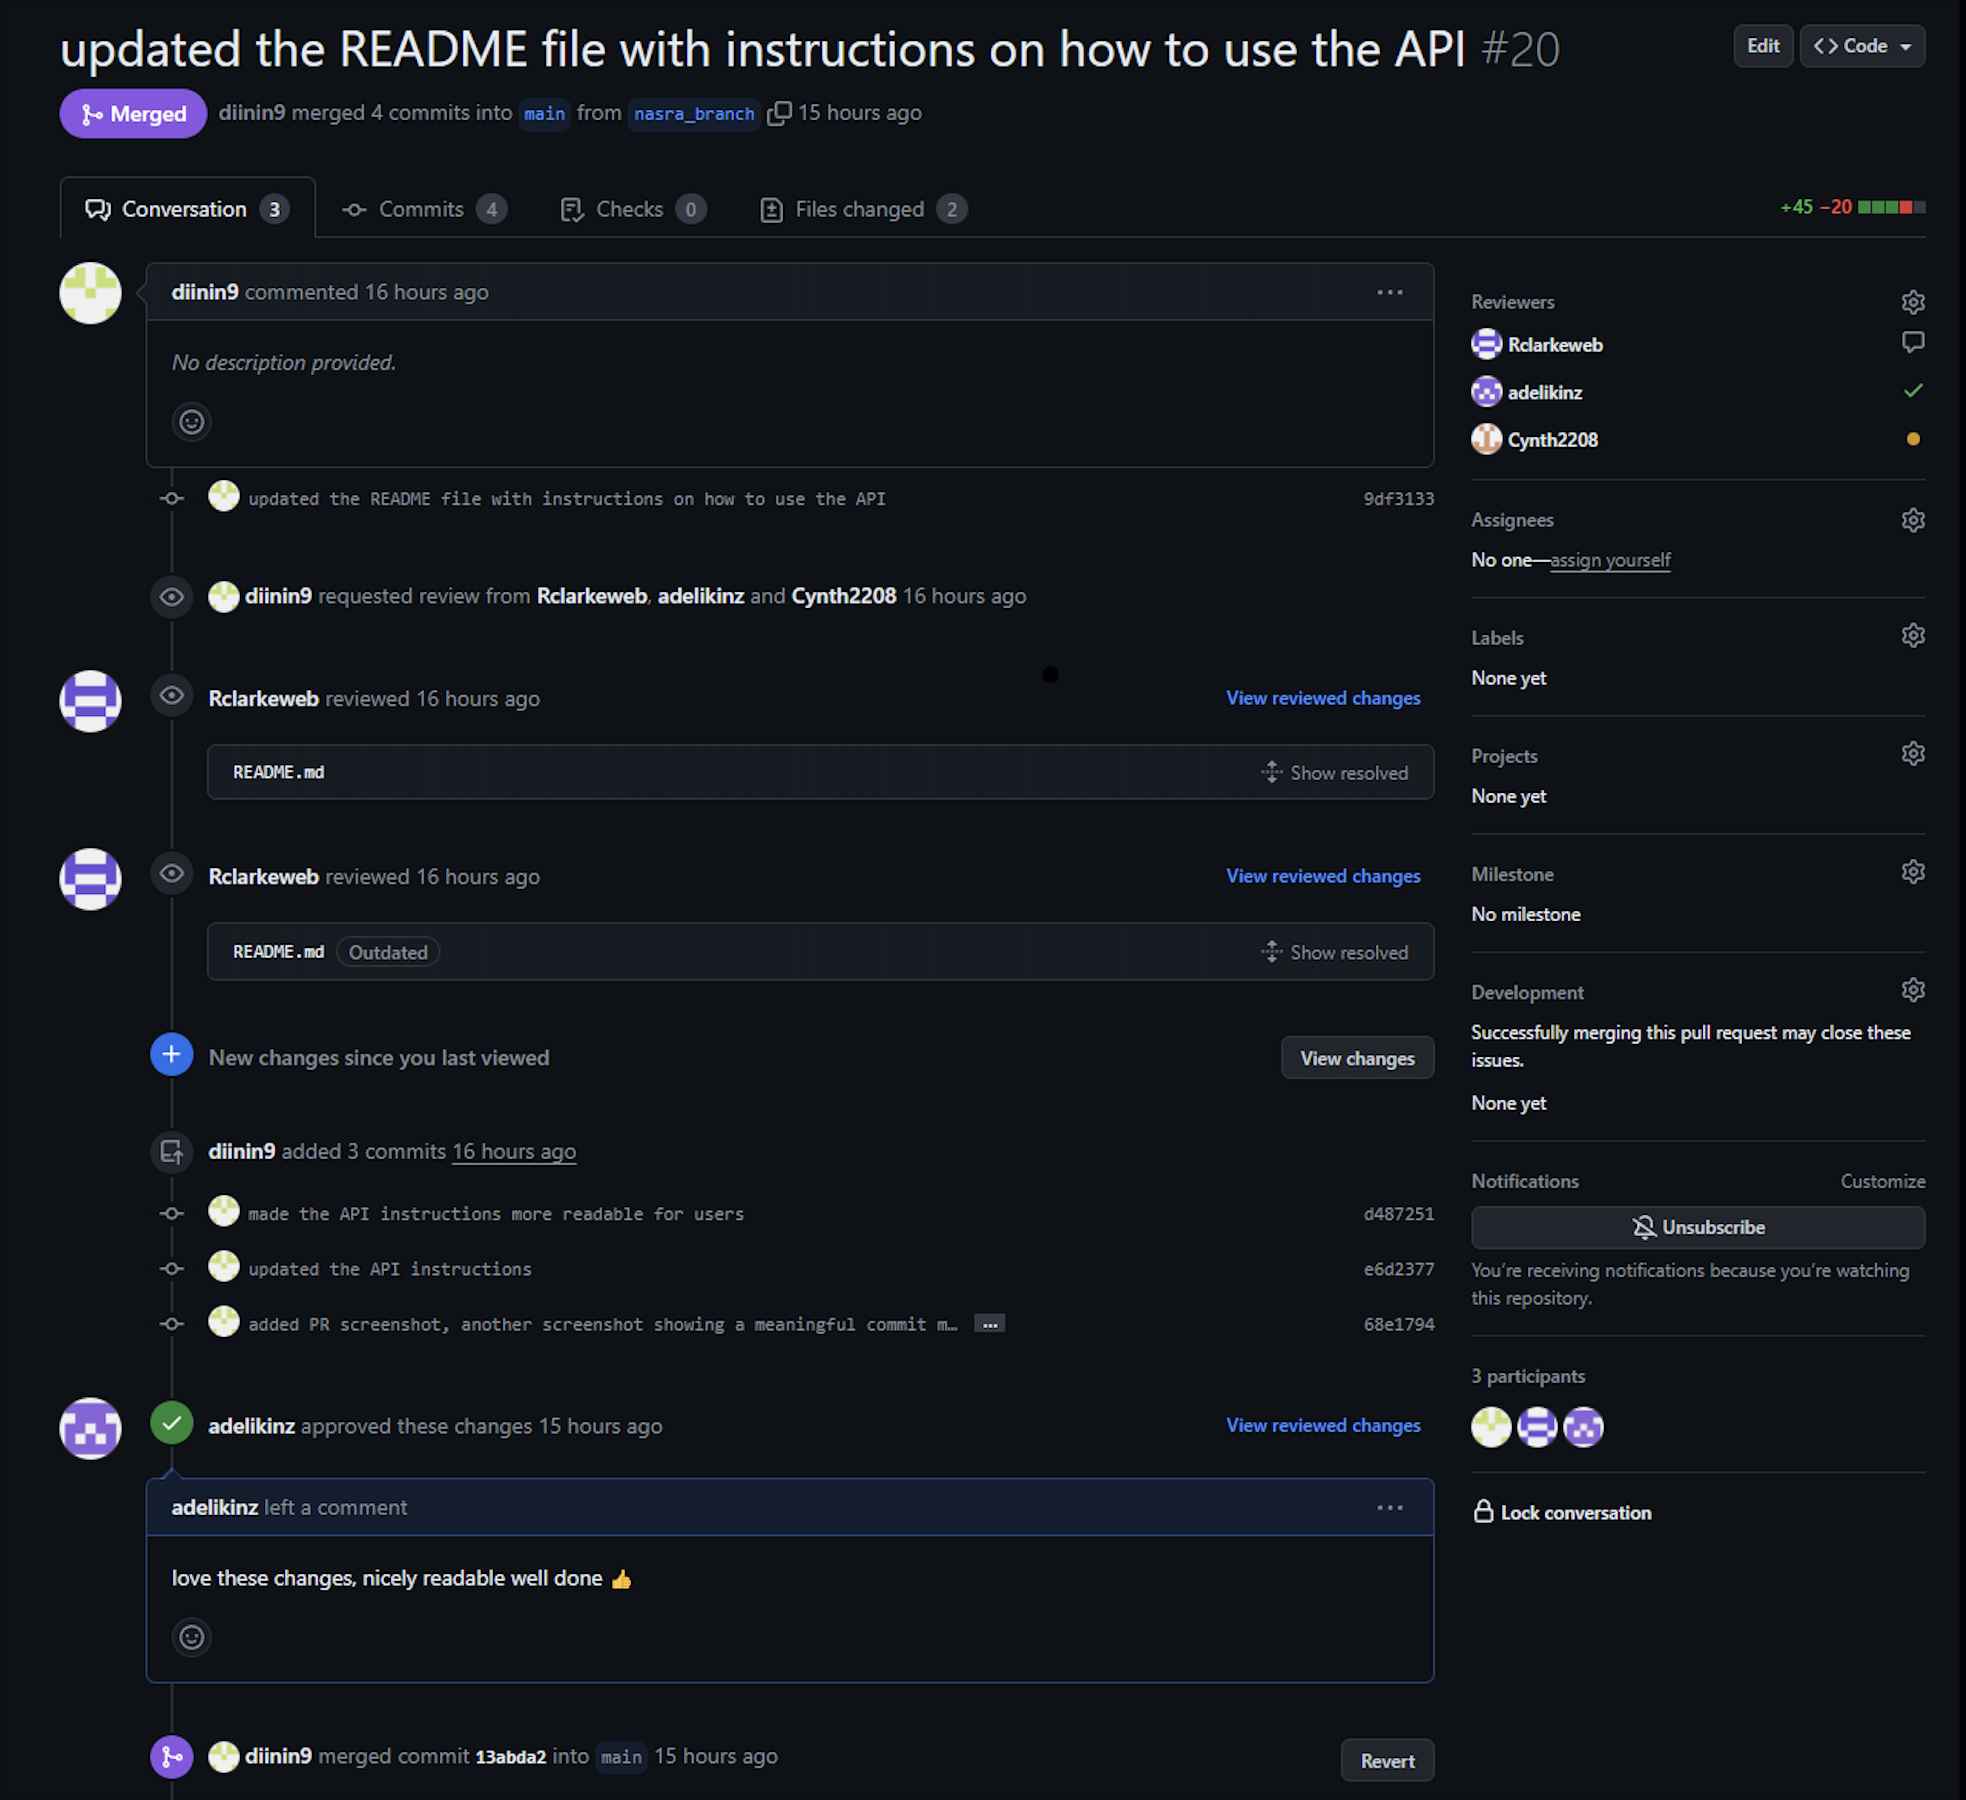 updated the README file with instructions on how to use the API #20
Edit
<> Code
Merged
diinin9 merged 4 commits into main from nasra_branch 15 hours ago
Conversation 3
Commits 4
Checks 0
Files changed 2
+45 −20
diinin9 commented 16 hours ago
No description provided.
updated the README file with instructions on how to use the API 9df3133
diinin9 requested review from Rclarkeweb, adelikinz and Cynth2208 16 hours ago
Rclarkeweb reviewed 16 hours ago
View reviewed changes
README.md
Show resolved
Rclarkeweb reviewed 16 hours ago
View reviewed changes
README.md Outdated
Show resolved
New changes since you last viewed
View changes
diinin9 added 3 commits 16 hours ago
made the API instructions more readable for users d487251
updated the API instructions e6d2377
added PR screenshot, another screenshot showing a meaningful commit m… ... 68e1794
adelikinz approved these changes 15 hours ago
View reviewed changes
adelikinz left a comment
love these changes, nicely readable well done 👍
diinin9 merged commit 13abda2 into main 15 hours ago
Revert
Reviewers
Rclarkeweb
adelikinz
Cynth2208
Assignees
No one—assign yourself
Labels
None yet
Projects
None yet
Milestone
No milestone
Development
Successfully merging this pull request may close these
issues.
None yet
Notifications
Customize
Unsubscribe
You're receiving notifications because you're watching
this repository.
3 participants
Lock conversation